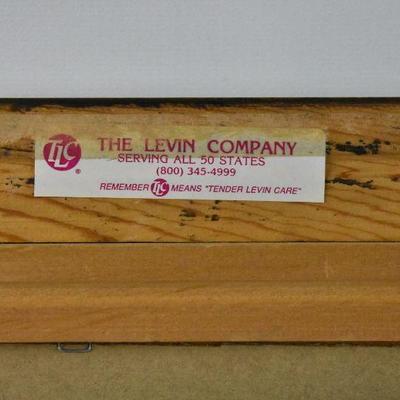 TLC ® THE LEVIN COMPANY
SERVING ALL 50 STATES
(800) 345-4999
REMEMBER TLC MEANS "TENDER LEVIN CARE"